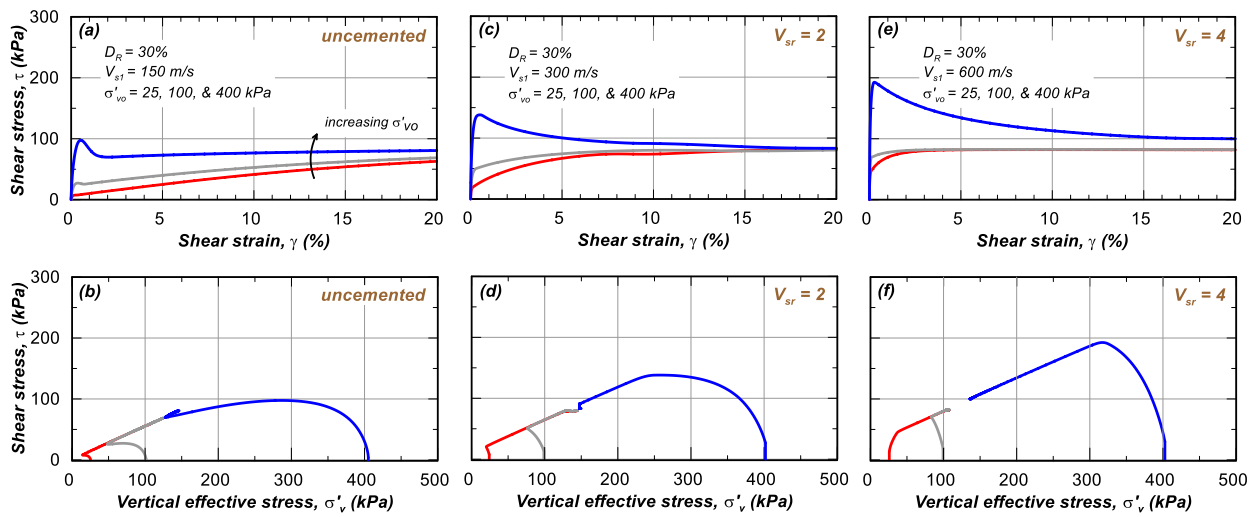 (a)
uncemented
D_R = 30%
V_s1 = 150 m/s
σ'_vo = 25, 100, & 400 kPa
increasing σ'_vo
Shear stress, τ (kPa)
300
200
100
0
0 5 10 15 20
Shear strain, γ (%)
(c)
V_sr = 2
D_R = 30%
V_s1 = 300 m/s
σ'_vo = 25, 100, & 400 kPa
0 5 10 15 20
Shear strain, γ (%)
(e)
V_sr = 4
D_R = 30%
V_s1 = 600 m/s
σ'_vo = 25, 100, & 400 kPa
0 5 10 15 20
Shear strain, γ (%)
(b)
uncemented
Shear stress, τ (kPa)
300
200
100
0
0 100 200 300 400 500
Vertical effective stress, σ'_v (kPa)
(d)
V_sr = 2
0 100 200 300 400 500
Vertical effective stress, σ'_v (kPa)
(f)
V_sr = 4
0 100 200 300 400 500
Vertical effective stress, σ'_v (kPa)